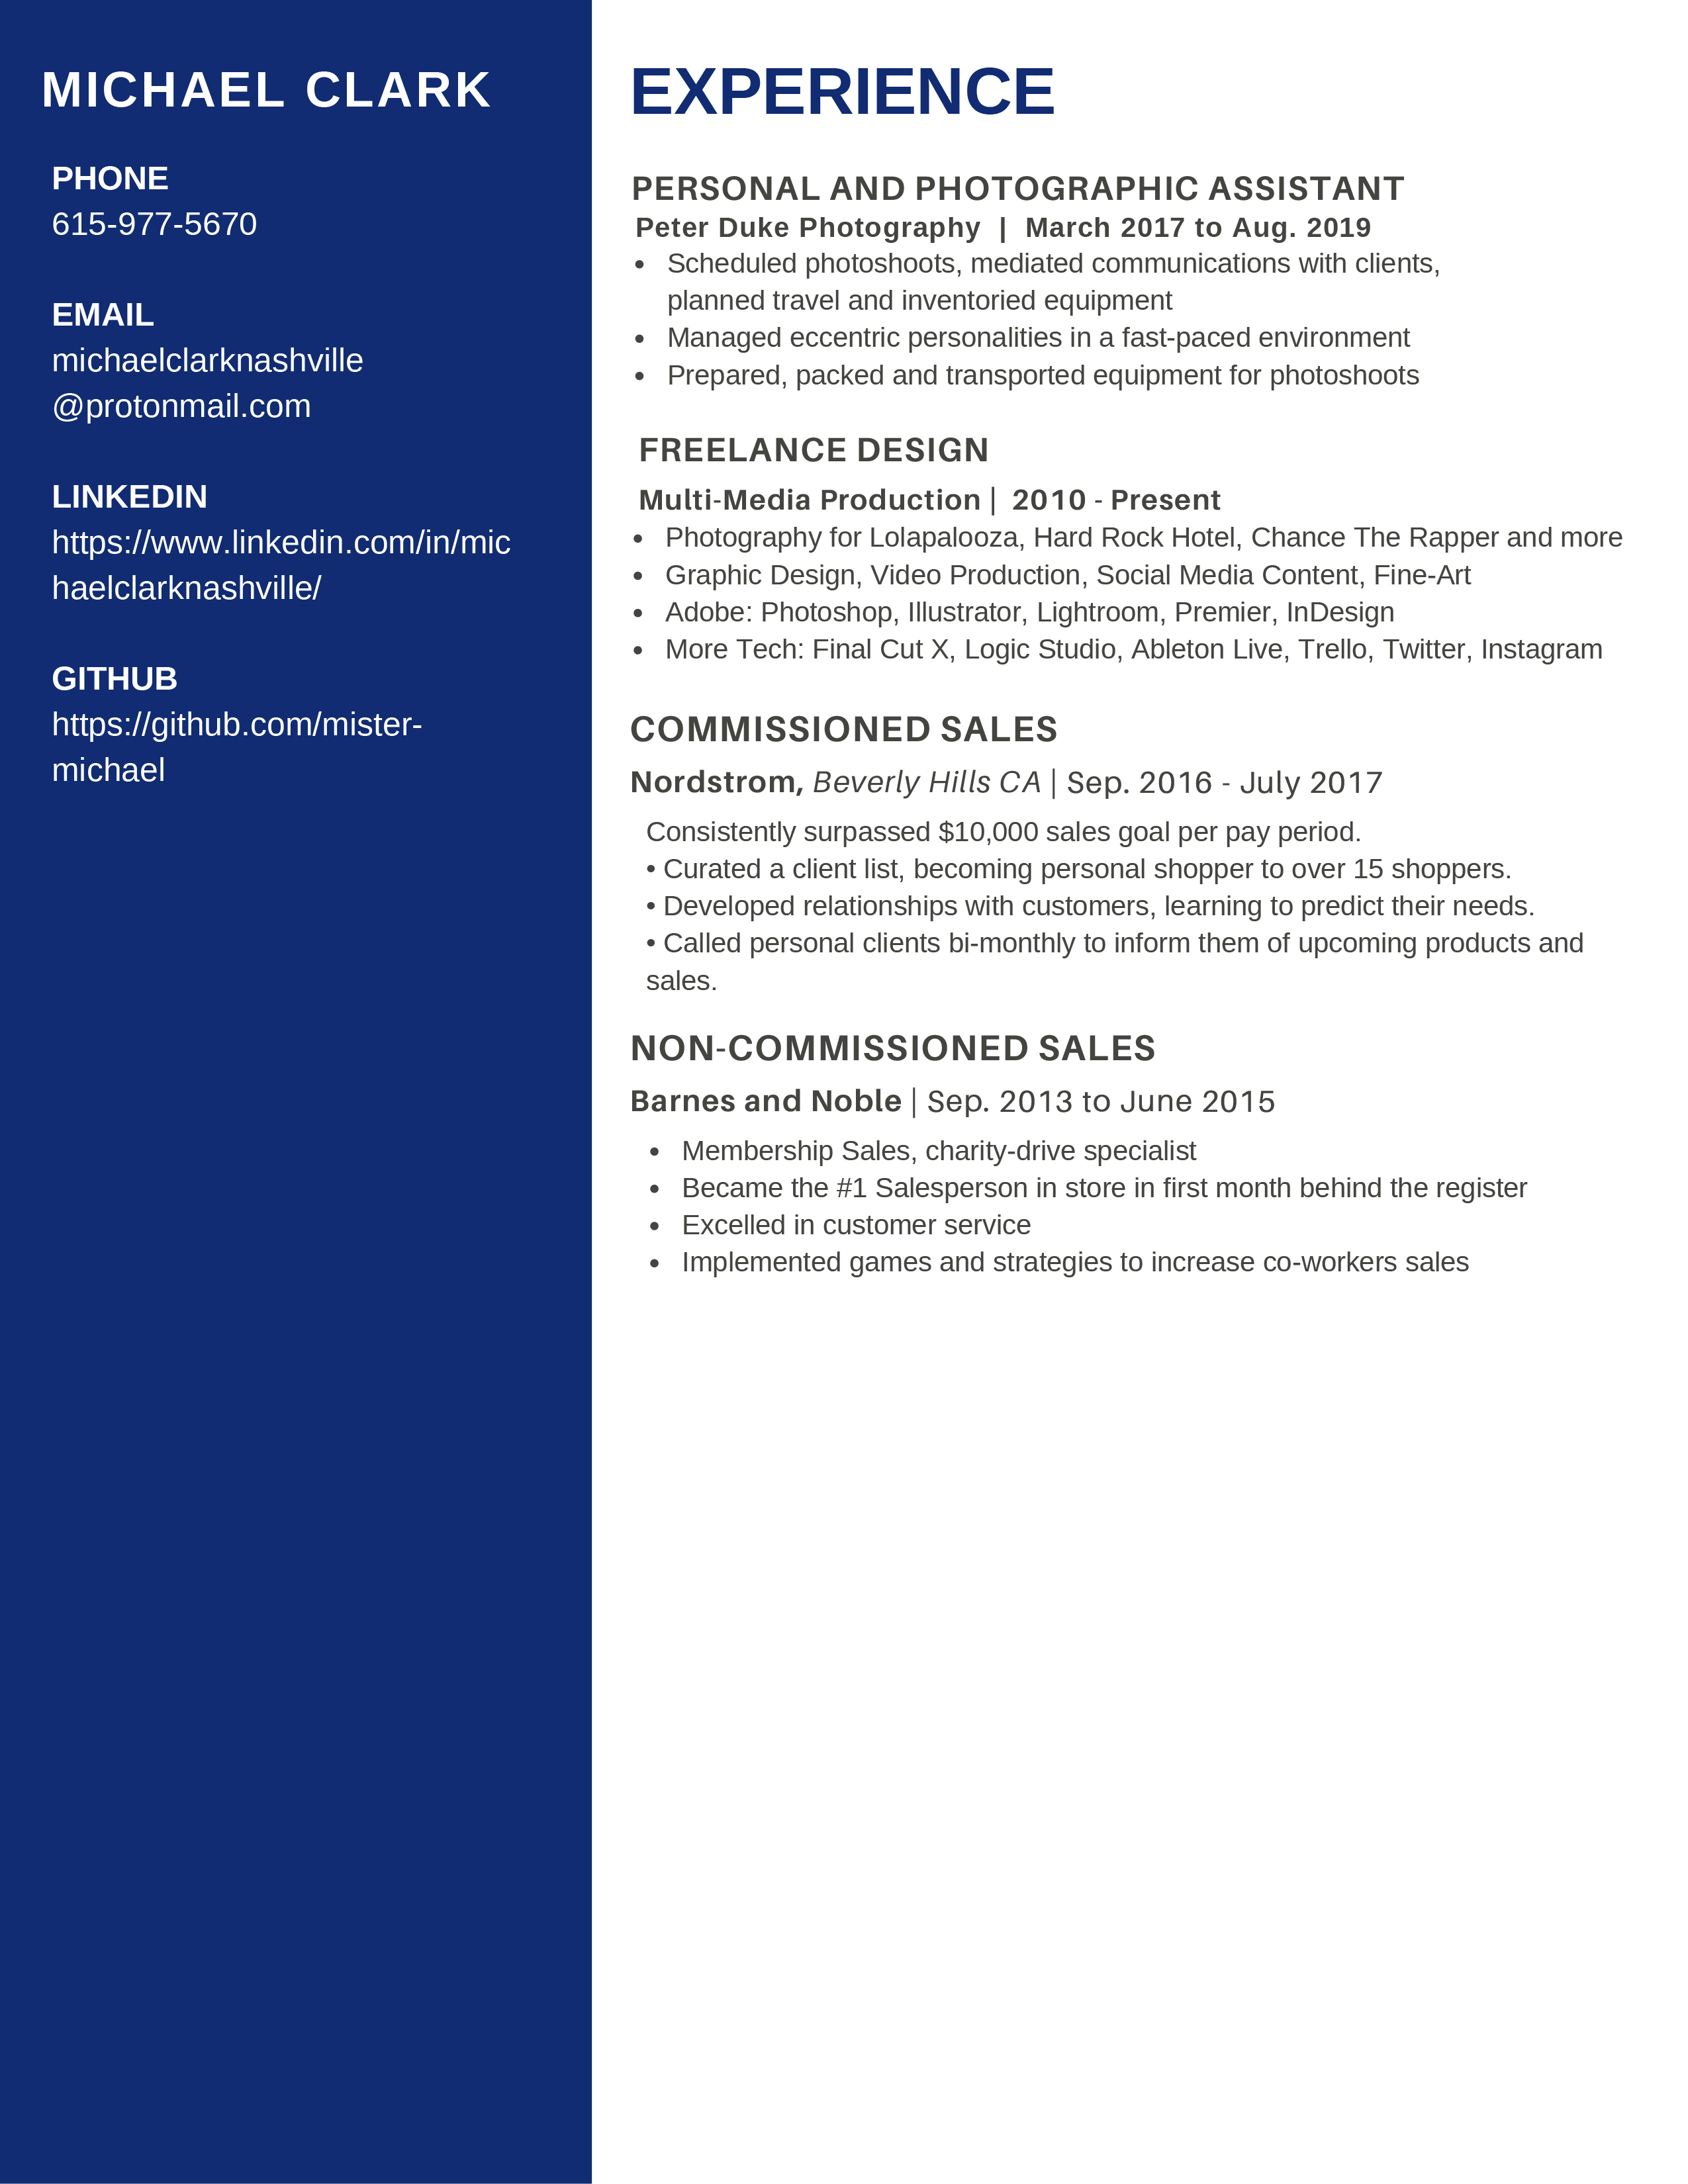 MICHAEL CLARK
PHONE
615-977-5670
EMAIL
michaelclarknashville
@protonmail.com
LINKEDIN
https://www.linkedin.com/in/mic
haelclarknashville/
GITHUB
https://github.com/mister-
michael
EXPERIENCE
PERSONAL AND PHOTOGRAPHIC ASSISTANT
Peter Duke Photography | March 2017 to Aug. 2019
• Scheduled photoshoots, mediated communications with clients,
planned travel and inventoried equipment
• Managed eccentric personalities in a fast-paced environment
• Prepared, packed and transported equipment for photoshoots
FREELANCE DESIGN
Multi-Media Production | 2010 - Present
• Photography for Lolapalooza, Hard Rock Hotel, Chance The Rapper and more
• Graphic Design, Video Production, Social Media Content, Fine-Art
• Adobe: Photoshop, Illustrator, Lightroom, Premier, InDesign
• More Tech: Final Cut X, Logic Studio, Ableton Live, Trello, Twitter, Instagram
COMMISSIONED SALES
Nordstrom, Beverly Hills CA | Sep. 2016 - July 2017
Consistently surpassed $10,000 sales goal per pay period.
• Curated a client list, becoming personal shopper to over 15 shoppers.
• Developed relationships with customers, learning to predict their needs.
• Called personal clients bi-monthly to inform them of upcoming products and
sales.
NON-COMMISSIONED SALES
Barnes and Noble | Sep. 2013 to June 2015
• Membership Sales, charity-drive specialist
• Became the #1 Salesperson in store in first month behind the register
• Excelled in customer service
• Implemented games and strategies to increase co-workers sales